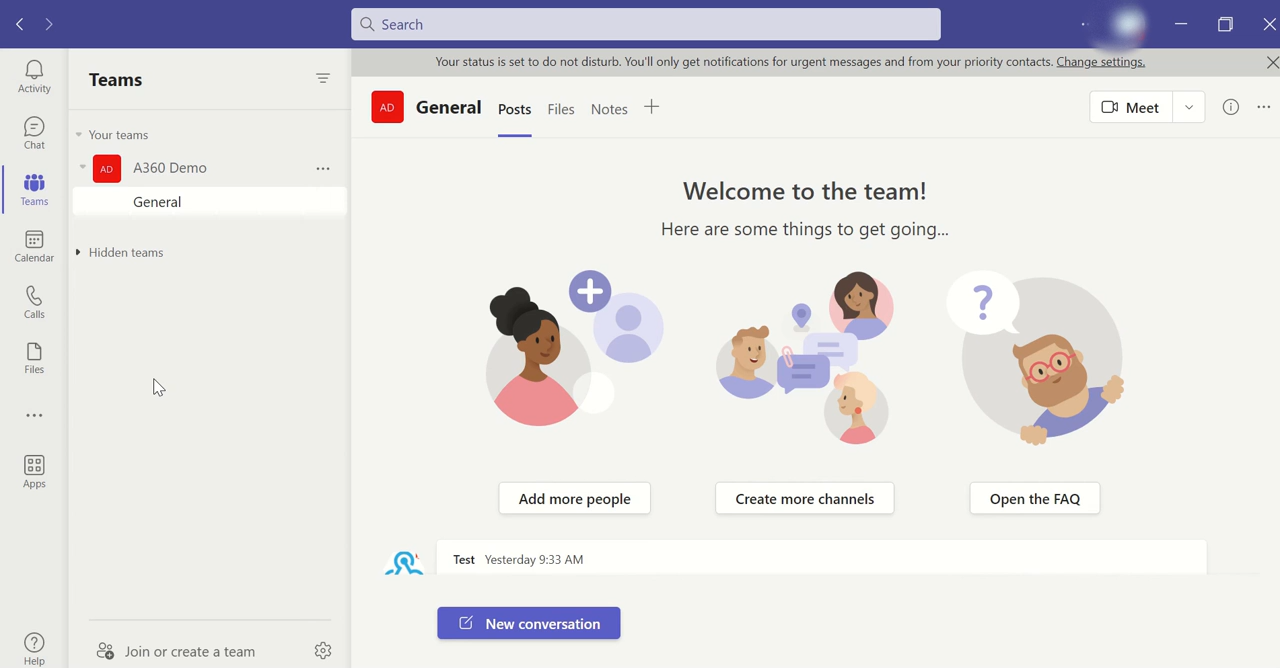 Search
Activity
Chat
Teams
Calendar
Calls
Files
Apps
Help
Teams
Your teams
AD A360 Demo
General
Hidden teams
Join or create a team
Your status is set to do not disturb. You'll only get notifications for urgent messages and from your priority contacts. Change settings.
AD General Posts Files Notes
Meet
Welcome to the team!
Here are some things to get going...
?
Add more people
Create more channels
Open the FAQ
Test Yesterday 9:33 AM
New conversation